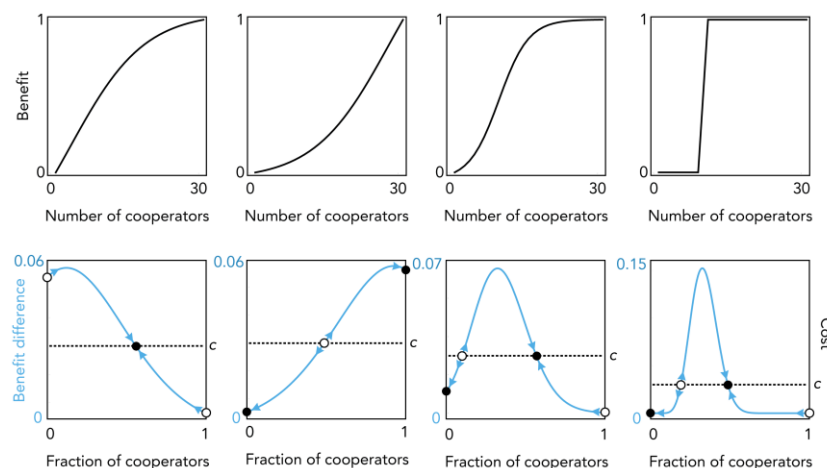 1 1 1 1
Benefit
0 0 0 0
0 30 0 30 0 30 0 30
Number of cooperators Number of cooperators Number of cooperators Number of cooperators
0.06 0.06 0.07 0.15
Benefit difference
c c c c
Cost
0 0 0 0
0 1 0 1 0 1 0 1
Fraction of cooperators Fraction of cooperators Fraction of cooperators Fraction of cooperators